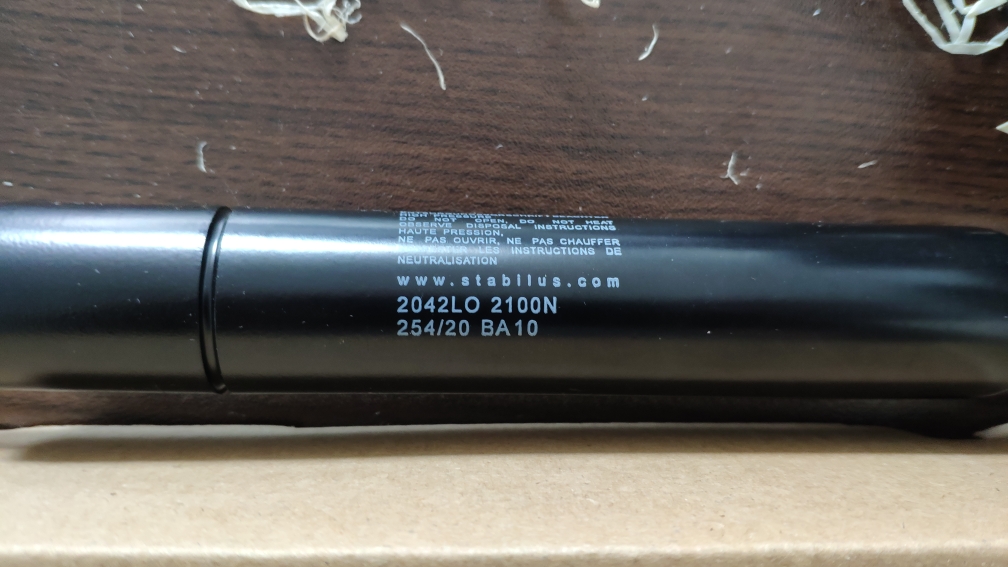 HIGH PRESSURE
DO NOT OPEN, DO NOT HEAT
OBSERVE DISPOSAL INSTRUCTIONS
HAUTE PRESSION,
NE PAS OUVRIR, NE PAS CHAUFFER
LES INSTRUCTIONS DE
NEUTRALISATION
www.stabilus.com
2042LO 2100N
254/20 BA10